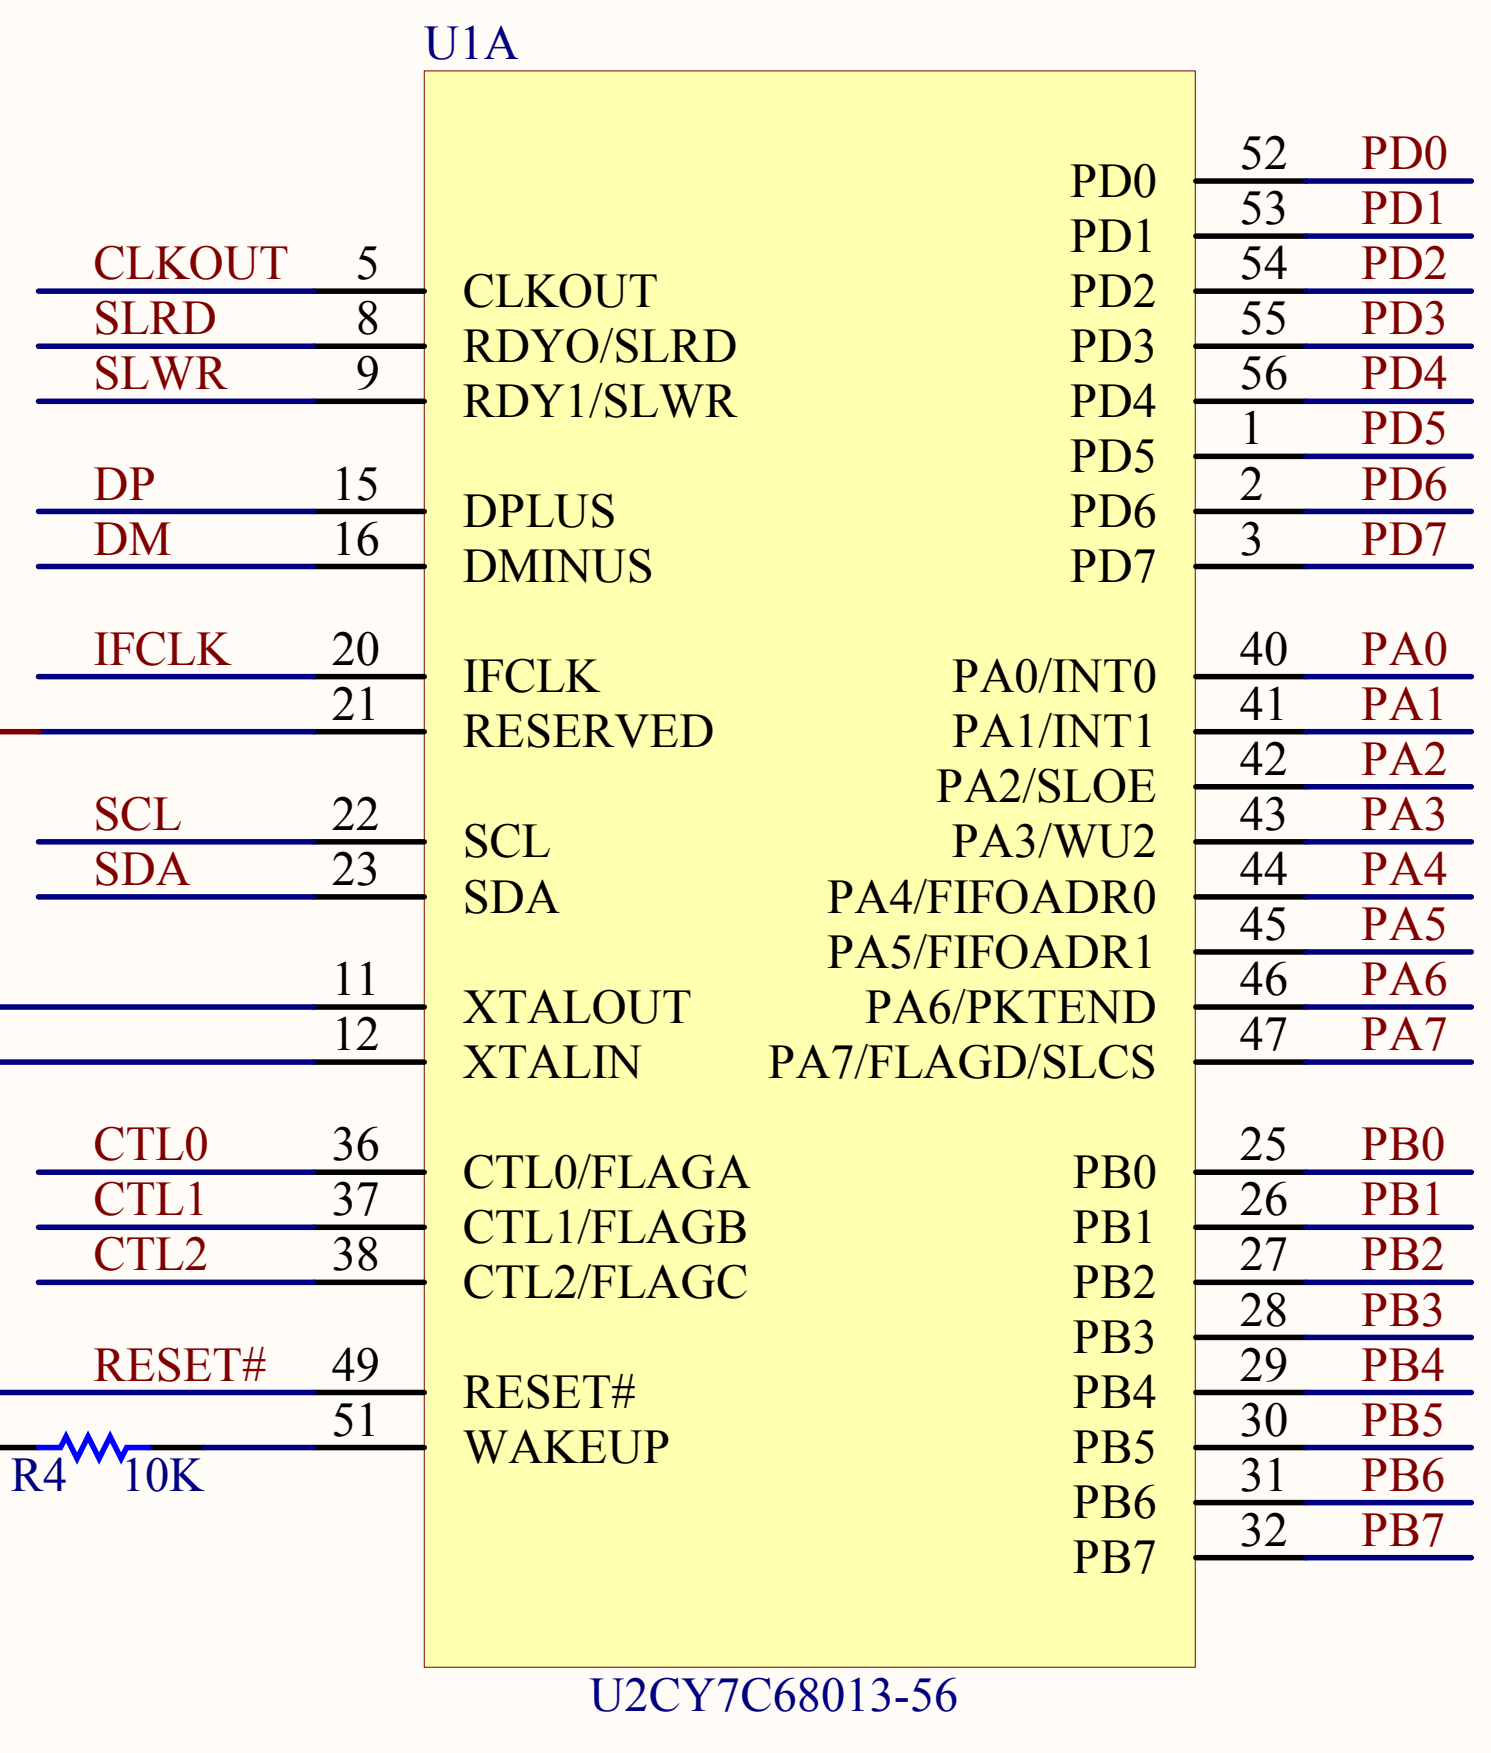 U1A
52 PD0
PD0
53 PD1
PD1
CLKOUT 5 54 PD2
CLKOUT PD2
SLRD 8 55 PD3
RDYO/SLRD PD3
SLWR 9 56 PD4
RDY1/SLWR PD4
1 PD5
PD5
DP 15 2 PD6
DPLUS PD6
DM 16 3 PD7
DMINUS PD7
IFCLK 20 40 PA0
IFCLK PA0/INT0
21 41 PA1
RESERVED PA1/INT1
42 PA2
PA2/SLOE
SCL 22 43 PA3
SCL PA3/WU2
SDA 23 44 PA4
SDA PA4/FIFOADR0
45 PA5
PA5/FIFOADR1
11 46 PA6
XTALOUT PA6/PKTEND
12 47 PA7
XTALIN PA7/FLAGD/SLCS
CTL0 36 25 PB0
CTL0/FLAGA PB0
CTL1 37 26 PB1
CTL1/FLAGB PB1
CTL2 38 27 PB2
CTL2/FLAGC PB2
28 PB3
PB3
RESET# 49 29 PB4
RESET# PB4
51 30 PB5
WAKEUP PB5
R4 10K 31 PB6
PB6
32 PB7
PB7
U2CY7C68013-56